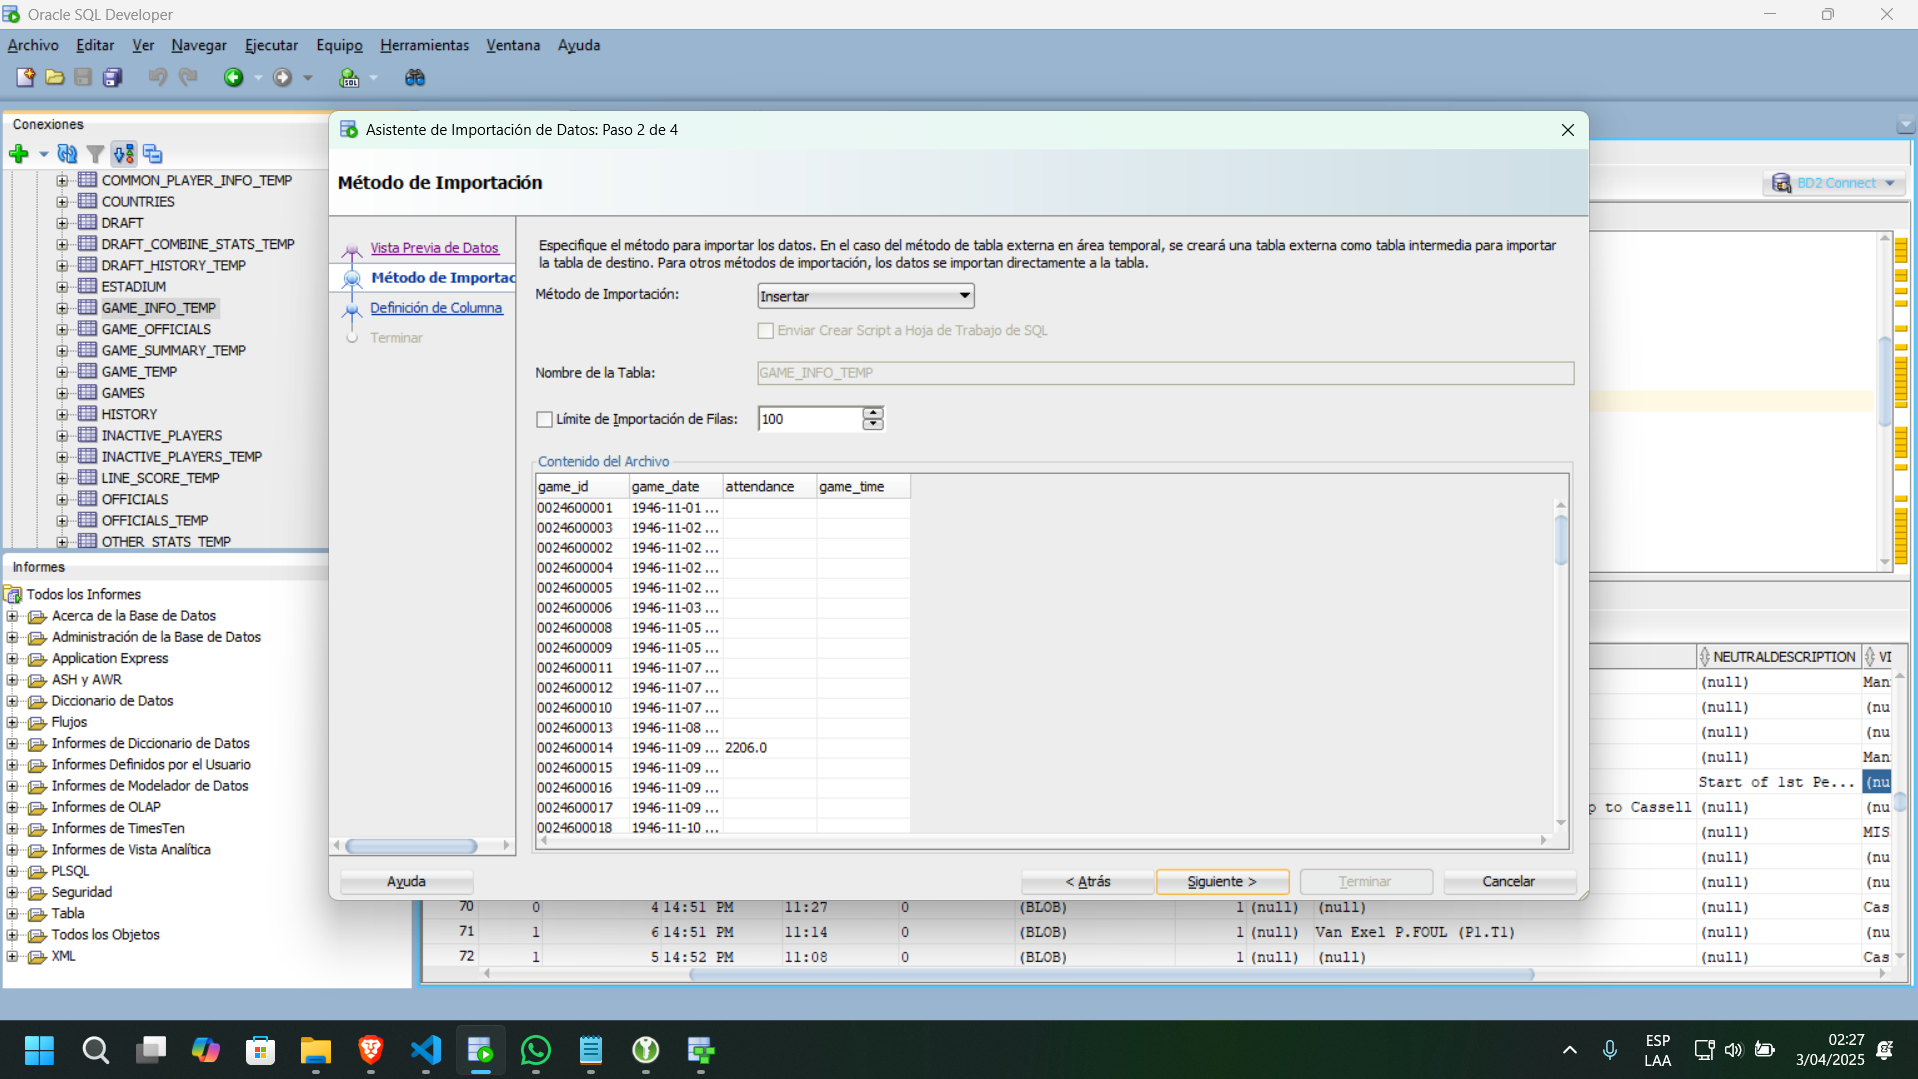 Oracle SQL Developer
Archivo Editar Ver Navegar Ejecutar Equipo Herramientas Ventana Ayuda
Conexiones
COMMON_PLAYER_INFO_TEMP
COUNTRIES
DRAFT
DRAFT_COMBINE_STATS_TEMP
DRAFT_HISTORY_TEMP
ESTADIUM
GAME_INFO_TEMP
GAME_OFFICIALS
GAME_SUMMARY_TEMP
GAME_TEMP
GAMES
HISTORY
INACTIVE_PLAYERS
INACTIVE_PLAYERS_TEMP
LINE_SCORE_TEMP
OFFICIALS
OFFICIALS_TEMP
OTHER_STATS_TEMP
Informes
Todos los Informes
Acerca de la Base de Datos
Administración de la Base de Datos
Application Express
ASH y AWR
Diccionario de Datos
Flujos
Informes de Diccionario de Datos
Informes Definidos por el Usuario
Informes de Modelador de Datos
Informes de OLAP
Informes de TimesTen
Informes de Vista Analítica
PLSQL
Seguridad
Tabla
Todos los Objetos
XML
Asistente de Importación de Datos: Paso 2 de 4
Método de Importación
Vista Previa de Datos
Método de Importac
Definición de Columna
Terminar
Especifique el método para importar los datos. En el caso del método de tabla externa en área temporal, se creará una tabla externa como tabla intermedia para importar
la tabla de destino. Para otros métodos de importación, los datos se importan directamente a la tabla.
Método de Importación: Insertar
Enviar Crear Script a Hoja de Trabajo de SQL
Nombre de la Tabla: GAME_INFO_TEMP
Límite de Importación de Filas: 100
Contenido del Archivo
game_id game_date attendance game_time
0024600001 1946-11-01 ...
0024600003 1946-11-02 ...
0024600002 1946-11-02 ...
0024600004 1946-11-02 ...
0024600005 1946-11-02 ...
0024600006 1946-11-03 ...
0024600008 1946-11-05 ...
0024600009 1946-11-05 ...
0024600011 1946-11-07 ...
0024600012 1946-11-07 ...
0024600010 1946-11-07 ...
0024600013 1946-11-08 ...
0024600014 1946-11-09 ... 2206.0
0024600015 1946-11-09 ...
0024600016 1946-11-09 ...
0024600017 1946-11-09 ...
0024600018 1946-11-10 ...
Ayuda < Atrás Siguiente > Terminar Cancelar
BD2 Connect
NEUTRALDESCRIPTION VI
(null) Man
(null) (nu
(null) (nu
(null) Man
Start of 1st Pe... (nu
p to Cassell (null) (nu
(null) MIS
(null) (nu
(null) (nu
70 0 4 14:51 PM 11:27 0 (BLOB) 1 (null) (null) (null) Cas
71 1 6 14:51 PM 11:14 0 (BLOB) 1 (null) Van Exel P.FOUL (P1.T1) (null) (nu
72 1 5 14:52 PM 11:08 0 (BLOB) 1 (null) (null) (null) Cas
ESP
LAA
02:27
3/04/2025